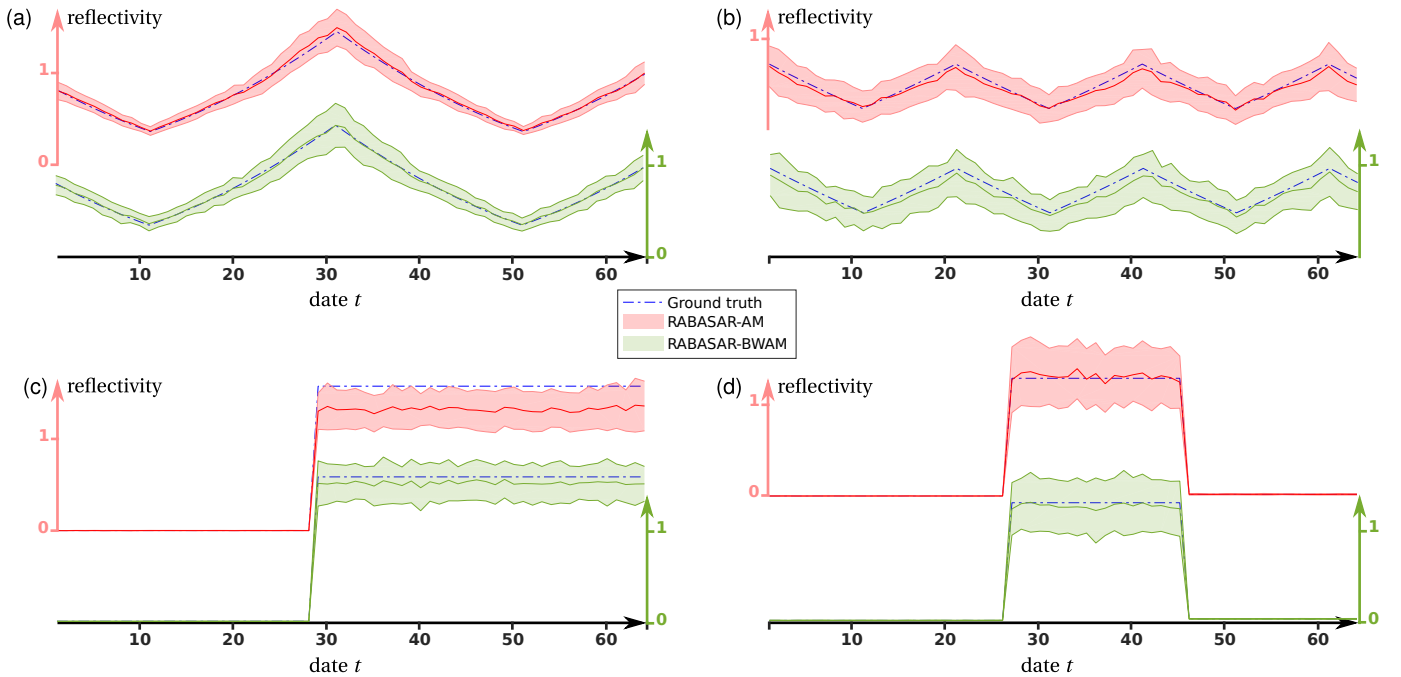 (a) reflectivity
1
0
1
0
10 20 30 40 50 60
date t
(b) reflectivity
1
1
0
10 20 30 40 50 60
date t
Ground truth
RABASAR-AM
RABASAR-BWAM
(c) reflectivity
1
0
1
0
10 20 30 40 50 60
date t
(d) reflectivity
1
0
1
0
10 20 30 40 50 60
date t